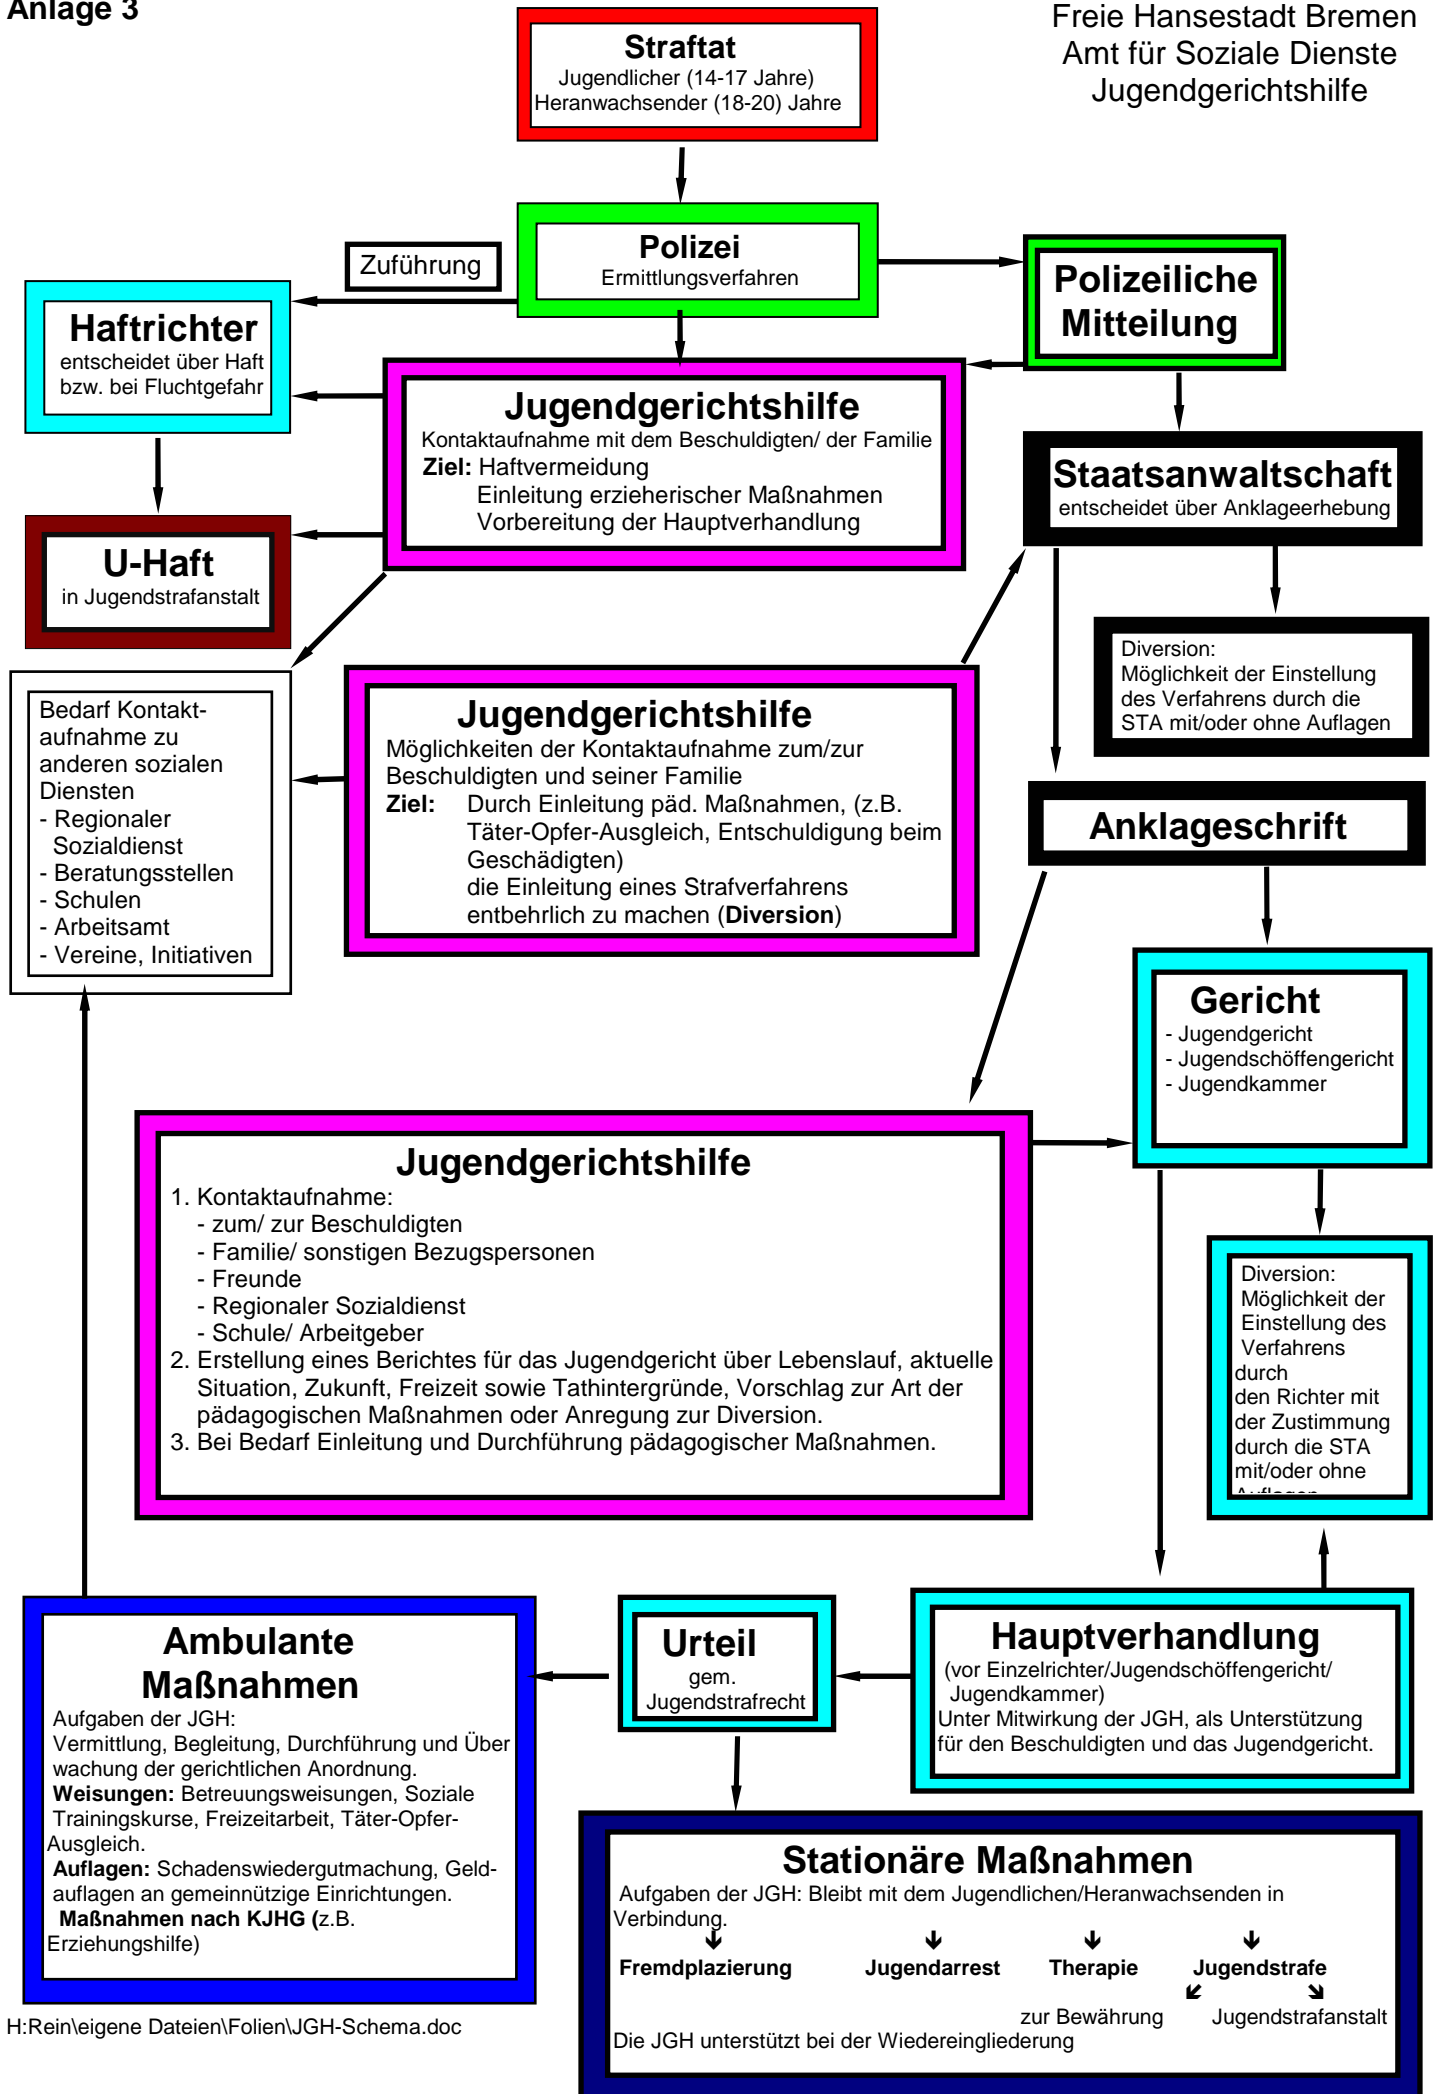 Anlage 3
Freie Hansestadt Bremen
Amt für Soziale Dienste
Jugendgerichtshilfe
Straftat
Jugendlicher (14-17 Jahre)
Heranwachsender (18-20) Jahre
Polizei
Ermittlungsverfahren
Zuführung
Polizeiliche
Mitteilung
Haftrichter
entscheidet über Haft
bzw. bei Fluchtgefahr
Jugendgerichtshilfe
Kontaktaufnahme mit dem Beschuldigten/ der Familie
Ziel: Haftvermeidung
Einleitung erzieherischer Maßnahmen
Vorbereitung der Hauptverhandlung
Staatsanwaltschaft
entscheidet über Anklageerhebung
U-Haft
in Jugendstrafanstalt
Diversion:
Möglichkeit der Einstellung
des Verfahrens durch die
STA mit/oder ohne Auflagen
Bedarf Kontakt-
aufnahme zu
anderen sozialen
Diensten
- Regionaler
Sozialdienst
- Beratungsstellen
- Schulen
- Arbeitsamt
- Vereine, Initiativen
Jugendgerichtshilfe
Möglichkeiten der Kontaktaufnahme zum/zur
Beschuldigten und seiner Familie
Ziel: Durch Einleitung päd. Maßnahmen, (z.B.
Täter-Opfer-Ausgleich, Entschuldigung beim
Geschädigten)
die Einleitung eines Strafverfahrens
entbehrlich zu machen (Diversion)
Anklageschrift
Gericht
- Jugendgericht
- Jugendschöffengericht
- Jugendkammer
Jugendgerichtshilfe
1. Kontaktaufnahme:
- zum/ zur Beschuldigten
- Familie/ sonstigen Bezugspersonen
- Freunde
- Regionaler Sozialdienst
- Schule/ Arbeitgeber
2. Erstellung eines Berichtes für das Jugendgericht über Lebenslauf, aktuelle
Situation, Zukunft, Freizeit sowie Tathintergründe, Vorschlag zur Art der
pädagogischen Maßnahmen oder Anregung zur Diversion.
3. Bei Bedarf Einleitung und Durchführung pädagogischer Maßnahmen.
Diversion:
Möglichkeit der
Einstellung des
Verfahrens
durch
den Richter mit
der Zustimmung
durch die STA
mit/oder ohne
Ambulante
Maßnahmen
Aufgaben der JGH:
Vermittlung, Begleitung, Durchführung und Über
wachung der gerichtlichen Anordnung.
Weisungen: Betreuungsweisungen, Soziale
Trainingskurse, Freizeitarbeit, Täter-Opfer-
Ausgleich.
Auflagen: Schadenswiedergutmachung, Geld-
auflagen an gemeinnützige Einrichtungen.
Maßnahmen nach KJHG (z.B.
Erziehungshilfe)
Urteil
gem.
Jugendstrafrecht
Hauptverhandlung
(vor Einzelrichter/Jugendschöffengericht/
Jugendkammer)
Unter Mitwirkung der JGH, als Unterstützung
für den Beschuldigten und das Jugendgericht.
Stationäre Maßnahmen
Aufgaben der JGH: Bleibt mit dem Jugendlichen/Heranwachsenden in
Verbindung.
Fremdplazierung Jugendarrest Therapie Jugendstrafe
zur Bewährung Jugendstrafanstalt
Die JGH unterstützt bei der Wiedereingliederung
H:Rein\eigene Dateien\Folien\JGH-Schema.doc